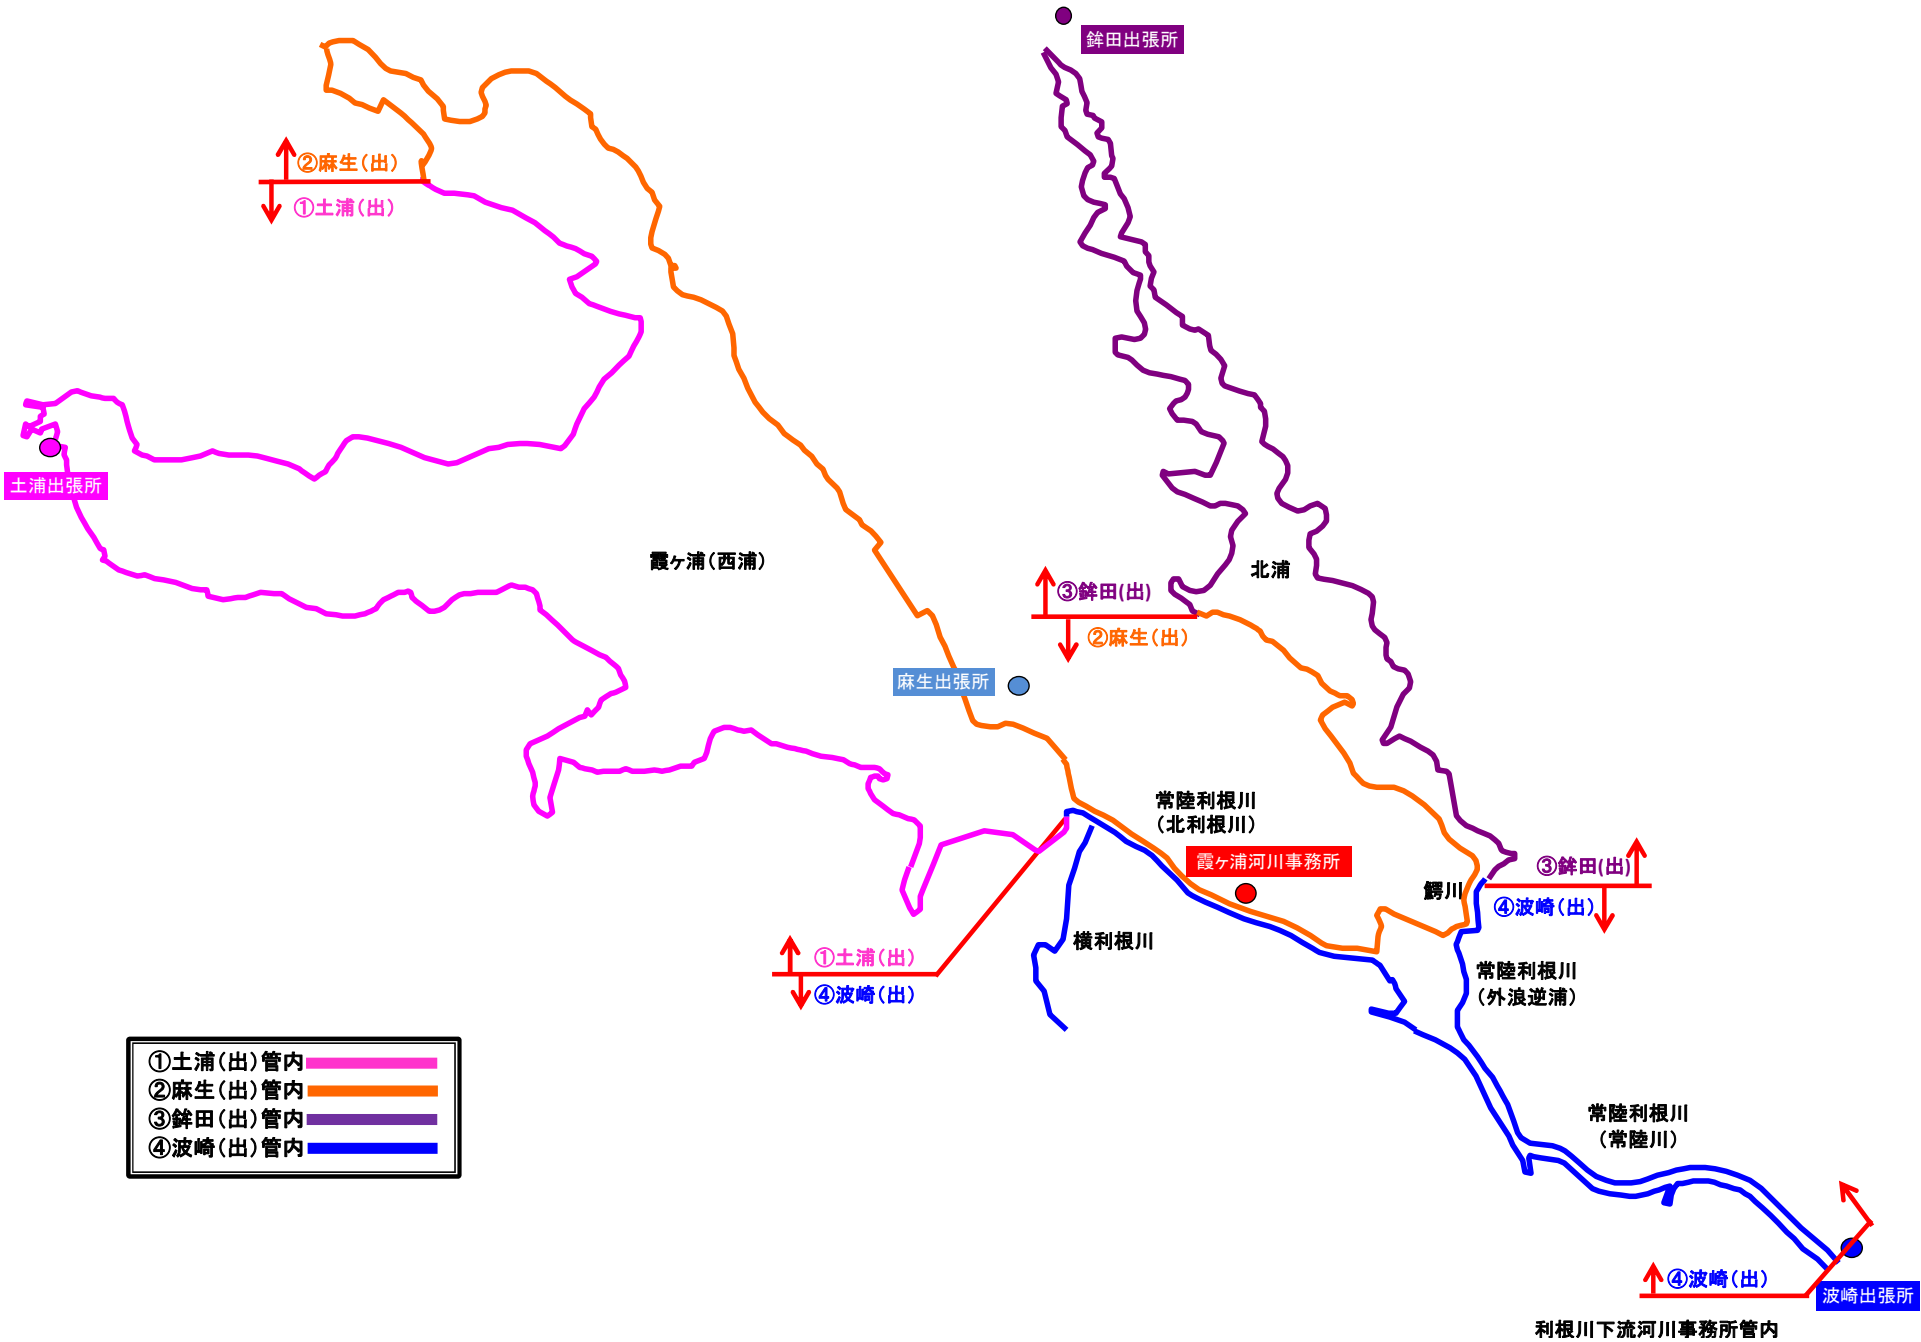 鉾田出張所
②麻生(出)
①土浦(出)
土浦出張所
霞ヶ浦(西浦)
北浦
③鉾田(出)
②麻生(出)
麻生出張所
常陸利根川
(北利根川)
霞ヶ浦河川事務所
③鉾田(出)
鰐川
④波崎(出)
横利根川
①土浦(出)
④波崎(出)
常陸利根川
(外浪逆浦)
①土浦(出)管内
②麻生(出)管内
③鉾田(出)管内
④波崎(出)管内
常陸利根川
(常陸川)
④波崎(出)
波崎出張所
利根川下流河川事務所管内